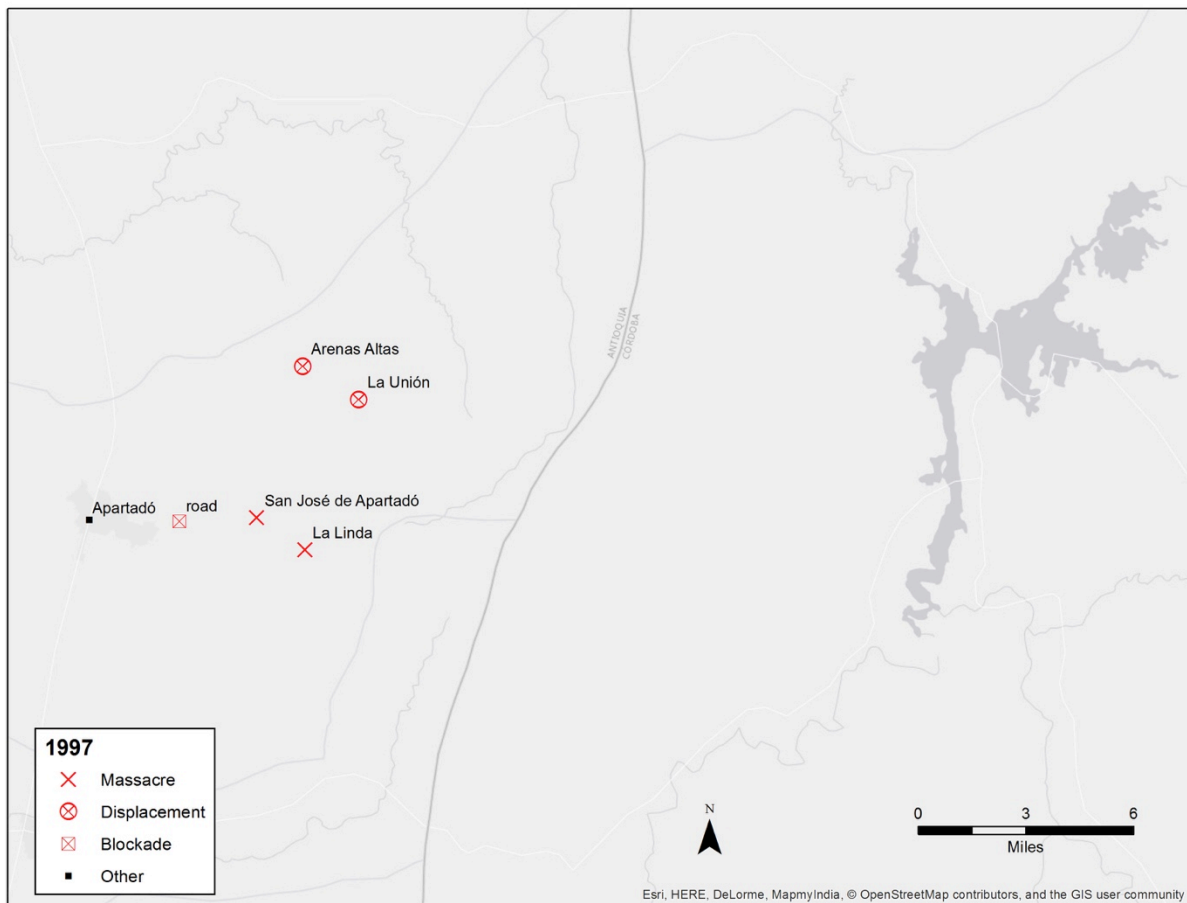 ANTIOQUIA
CORDOBA
Arenas Altas
La Unión
San José de Apartadó
road
Apartadó
La Linda
1997
Massacre
Displacement
Blockade
Other
N
0 3 6
Miles
Esri, HERE, DeLorme, MapmyIndia, © OpenStreetMap contributors, and the GIS user community